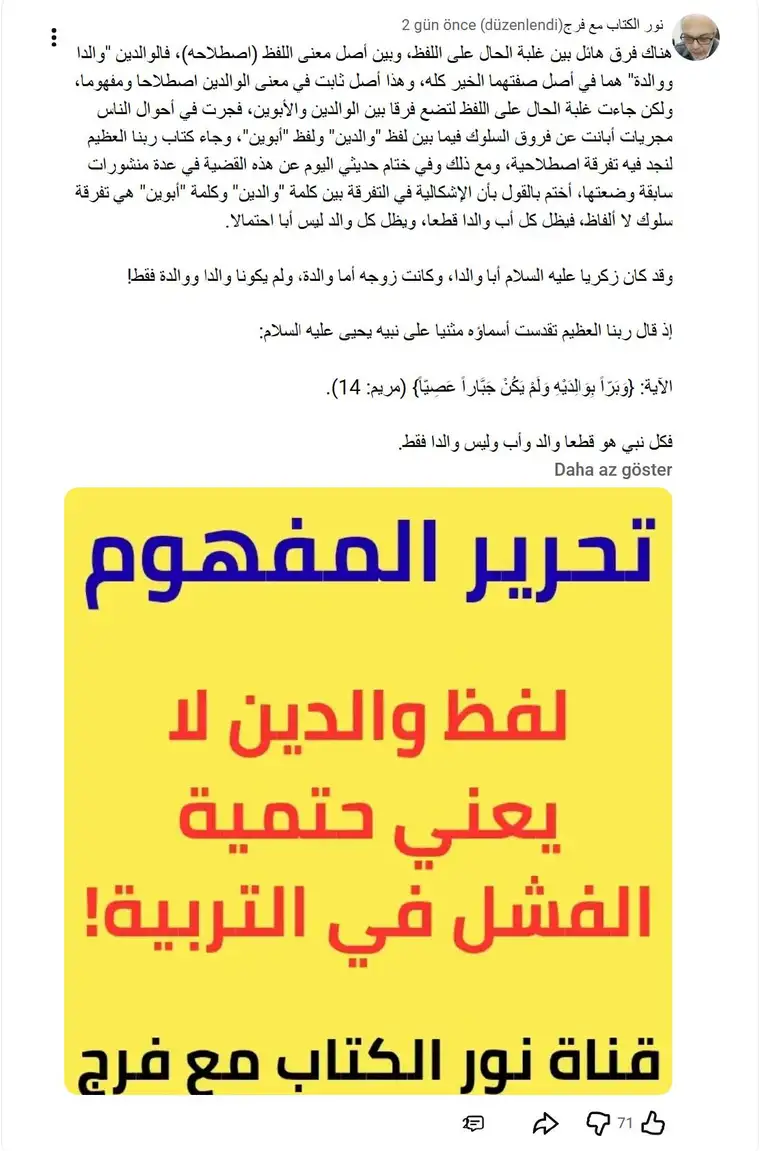 نور الكتاب مع فرج 2 gün önce (düzenlendi)
هناك فرق هائل بين غلبة الحال على اللفظ، وبين أصل معنى اللفظ (اصطلاحه)، فالوالدين "والدا
ووالدة" هما في أصل صفتهما الخير كله، وهذا أصل ثابت في معنى الوالدين اصطلاحا ومفهوما،
ولكن جاءت غلبة الحال على اللفظ لتضع فرقا بين الوالدين والأبوين، فجرت في أحوال الناس
مجريات أبانت عن فروق السلوك فيما بين لفظ "والدين" ولفظ "أبوين"، وجاء كتاب ربنا العظيم
لنجد فيه تفرقة اصطلاحية، ومع ذلك وفي ختام حديثي اليوم عن هذه القضية في عدة منشورات
سابقة وضعتها، أختم بالقول بأن الإشكالية في التفرقة بين كلمة "والدين" وكلمة "أبوين" هي تفرقة
سلوك لا ألفاظ، فيظل كل أب والدا قطعا، ويظل كل والد ليس أبا احتمالا.
وقد كان زكريا عليه السلام أبا والدا، وكانت زوجه أما والدة، ولم يكونا والدا ووالدة فقط!
إذ قال ربنا العظيم تقدست أسماؤه مثنيا على نبيه يحيى عليه السلام:
الآية: {وَبَرّاً بِوَالِدَيْهِ وَلَمْ يَكُنْ جَبَّاراً عَصِيّاً} (مريم: 14).
فكل نبي هو قطعا والد وأب وليس والدا فقط.
Daha az göster
تحرير المفهوم
لفظ والدين لا
يعني حتمية
الفشل في التربية!
قناة نور الكتاب مع فرج
71